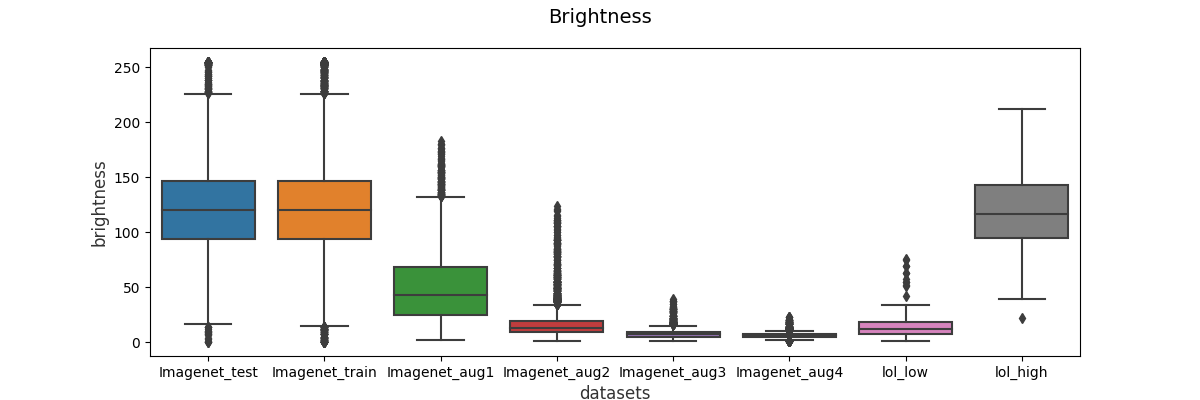 Brightness
brightness
250
200
150
100
50
0
Imagenet_test Imagenet_train Imagenet_aug1 Imagenet_aug2 Imagenet_aug3 Imagenet_aug4 lol_low lol_high
datasets